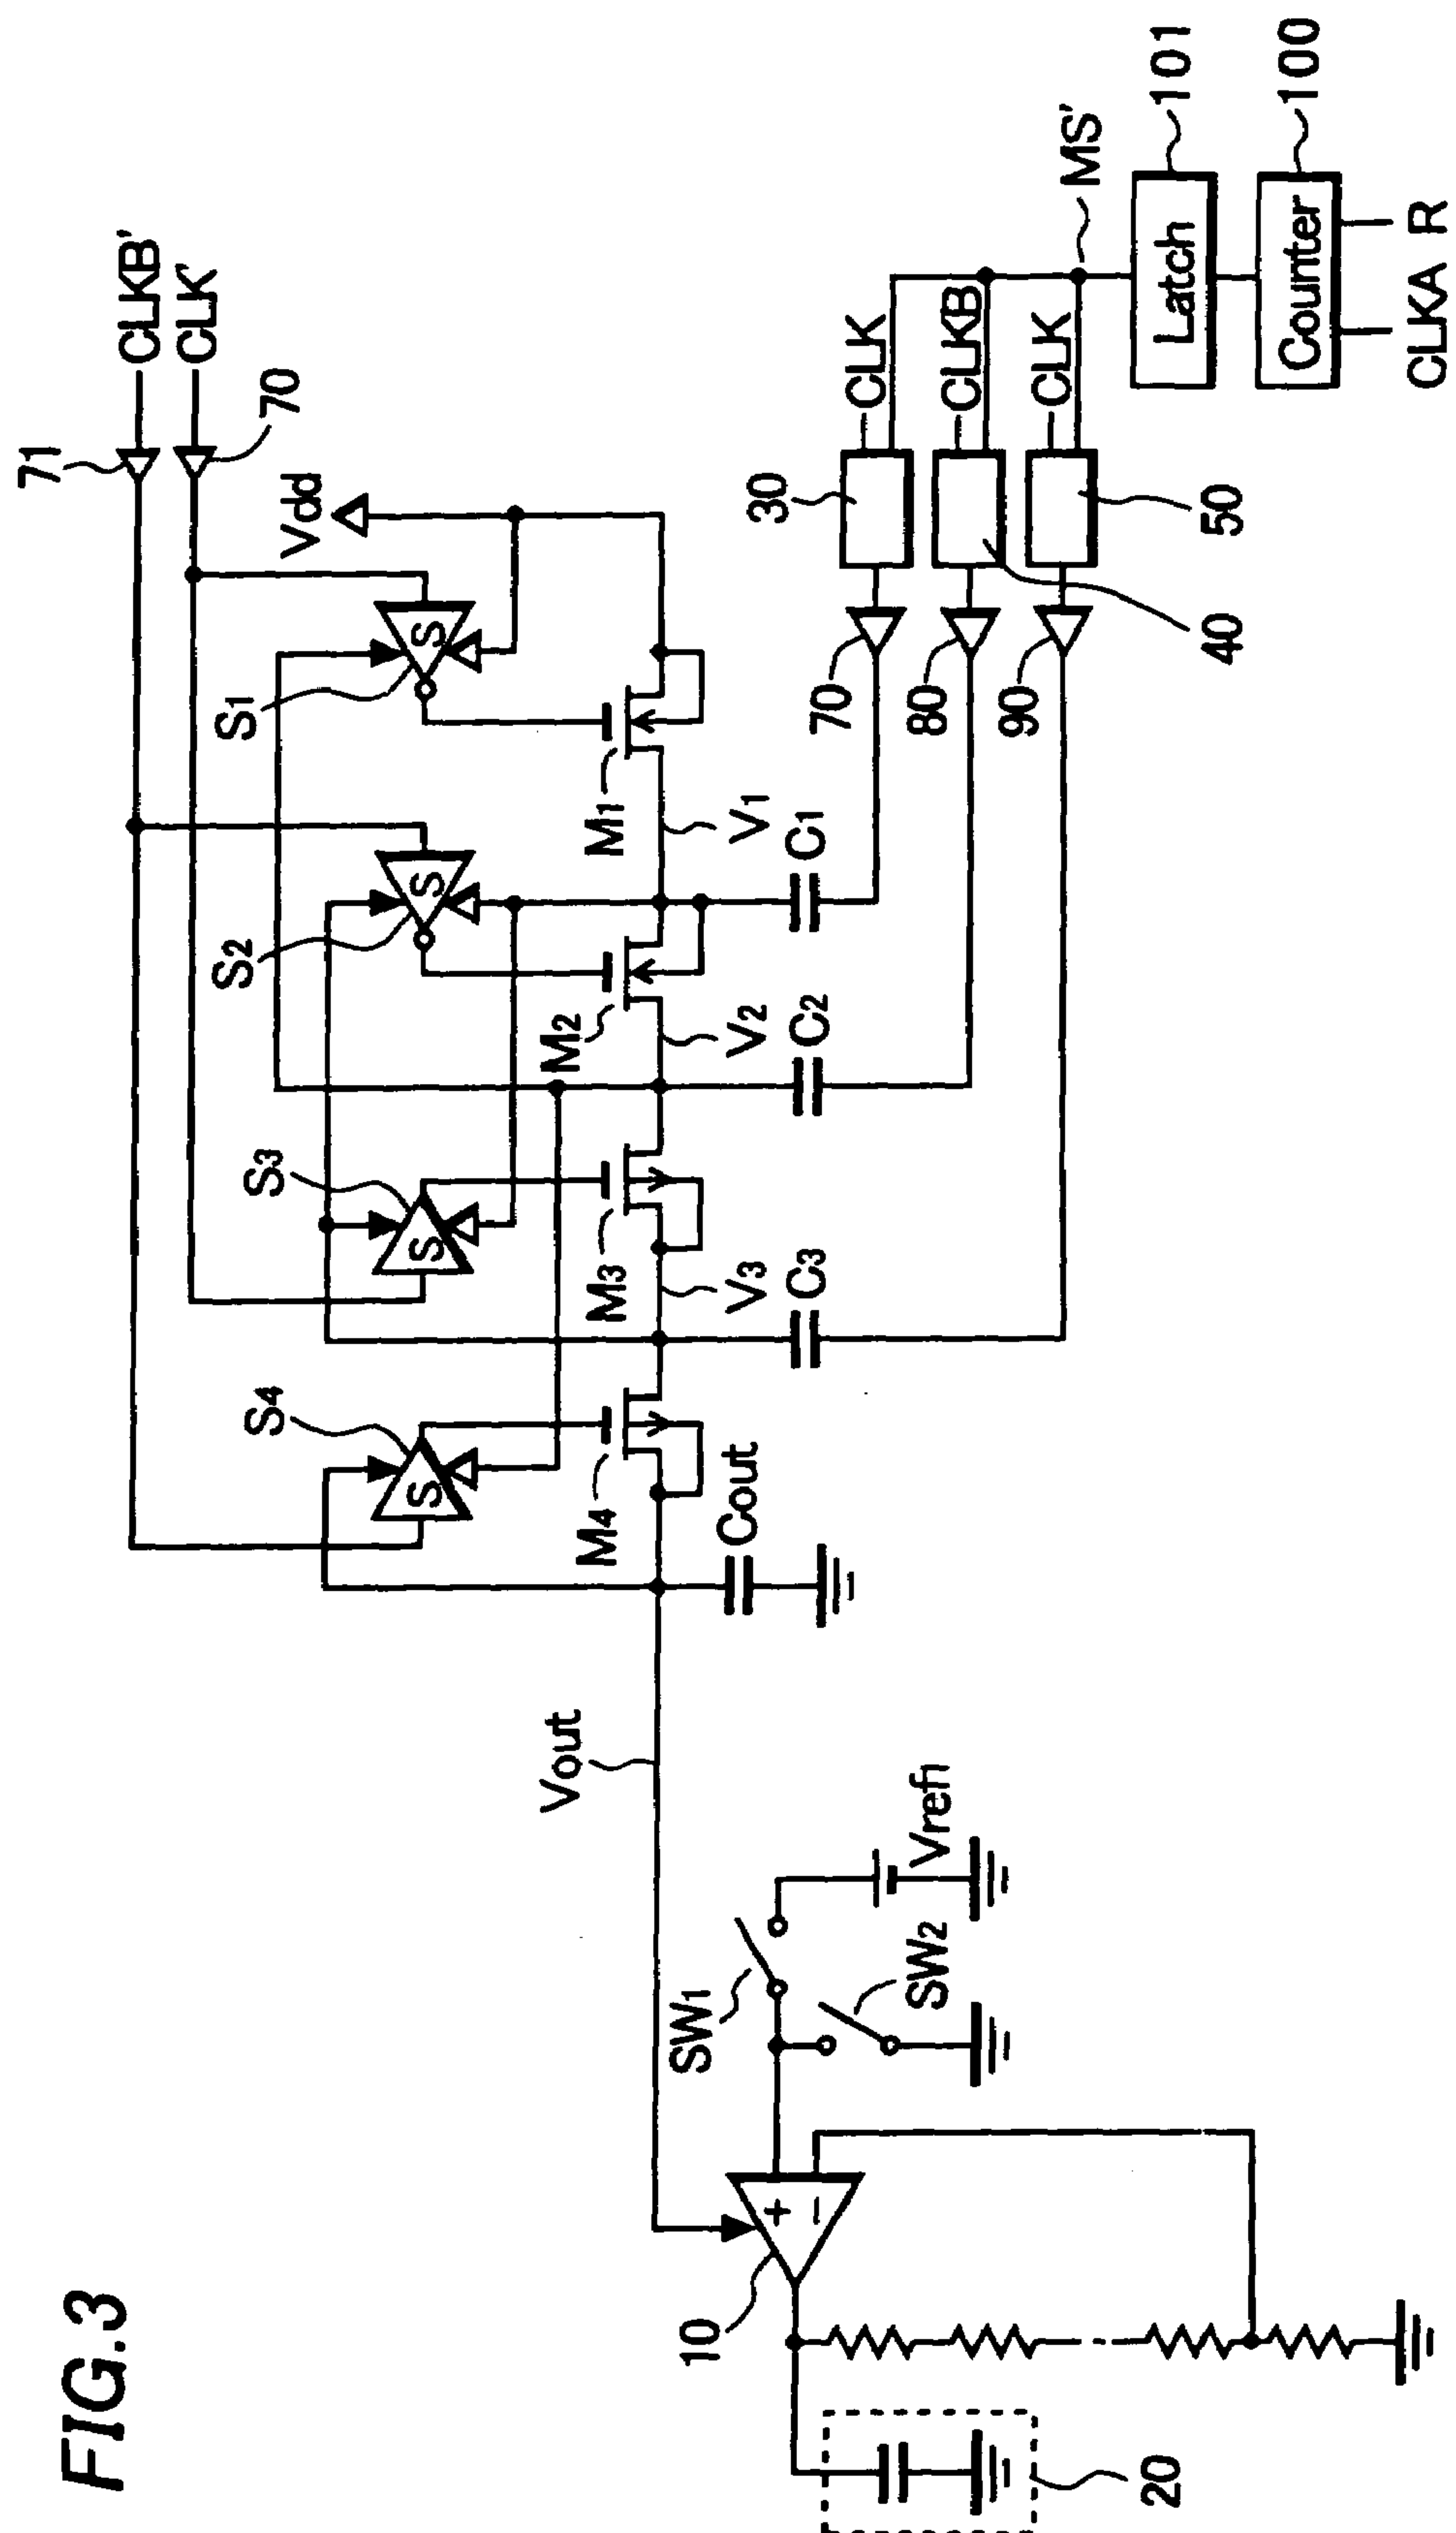 FIG.3
71
CLKB'
CLK'
70
Vdd
S4
S3
S2
S1
S
S
S
S
M4
M3
M2
M1
Vout
Cout
V3
V2
V1
C3
C2
C1
SW1
SW2
Vrefi
10
+
−
20
70
80
90
30
40
50
CLK
CLKB
CLK
MS'
Latch
101
Counter
100
CLKA R